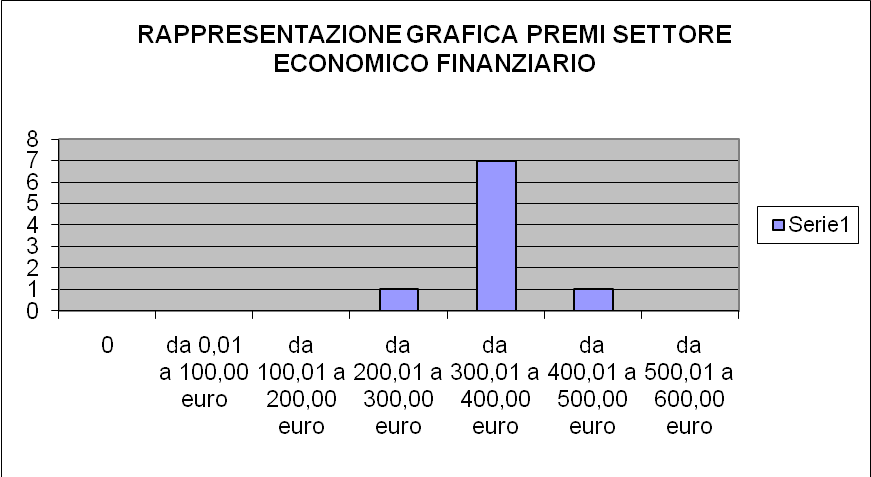 RAPPRESENTAZIONE GRAFICA PREMI SETTORE
ECONOMICO FINANZIARIO
8
7
6
5
4
3
2
1
0
0
da 0,01
a 100,00
euro
da
100,01 a
200,00
euro
da
200,01 a
300,00
euro
da
300,01 a
400,00
euro
da
400,01 a
500,00
euro
da
500,01 a
600,00
euro
Serie1